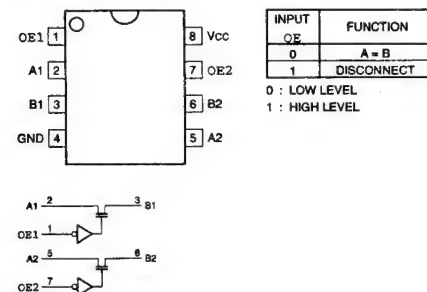 OE1 1
A1 2
B1 3
GND 4
8 Vcc
7 OE2
6 B2
5 A2
INPUT OE FUNCTION
0 A = B
1 DISCONNECT
0 : LOW LEVEL
1 : HIGH LEVEL
A1 2 3 B1
OE1 1
A2 5 6 B2
OE2 7